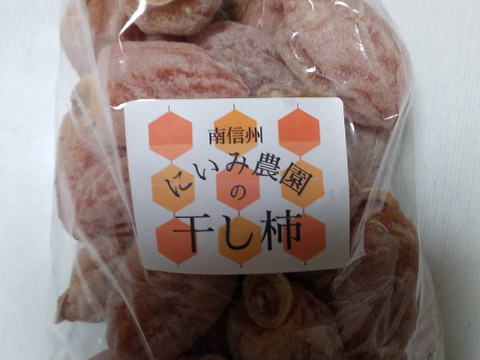 南信州
にいみ農園
の
干し柿